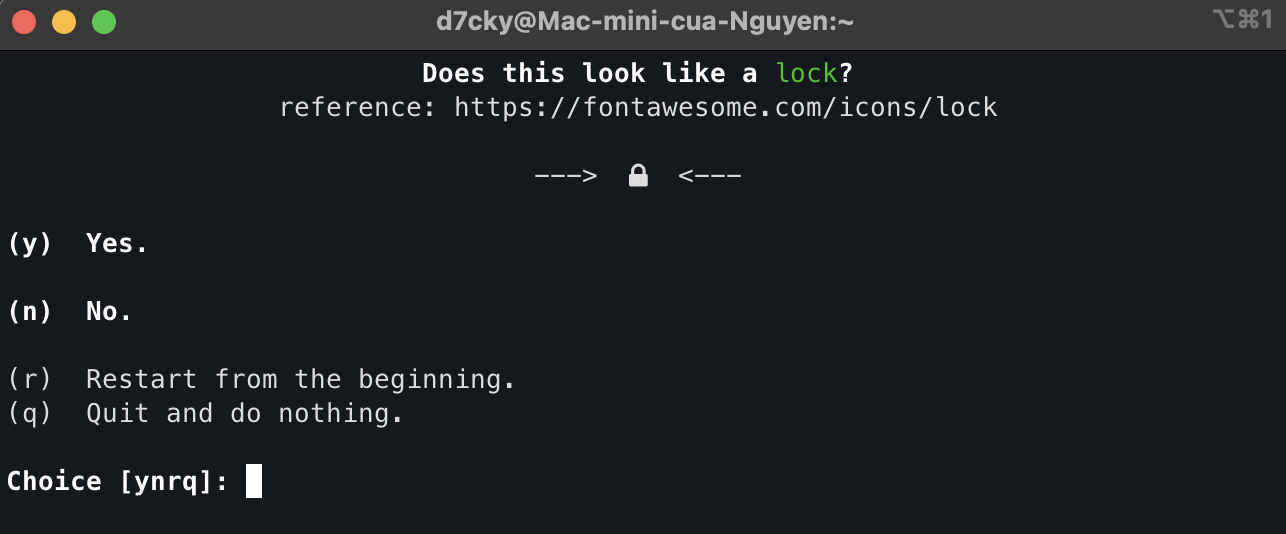 d7cky@Mac-mini-cua-Nguyen:~
⌥⌘1
Does this look like a lock?
reference: https://fontawesome.com/icons/lock
---> <---
(y) Yes.
(n) No.
(r) Restart from the beginning.
(q) Quit and do nothing.
Choice [ynrq]: